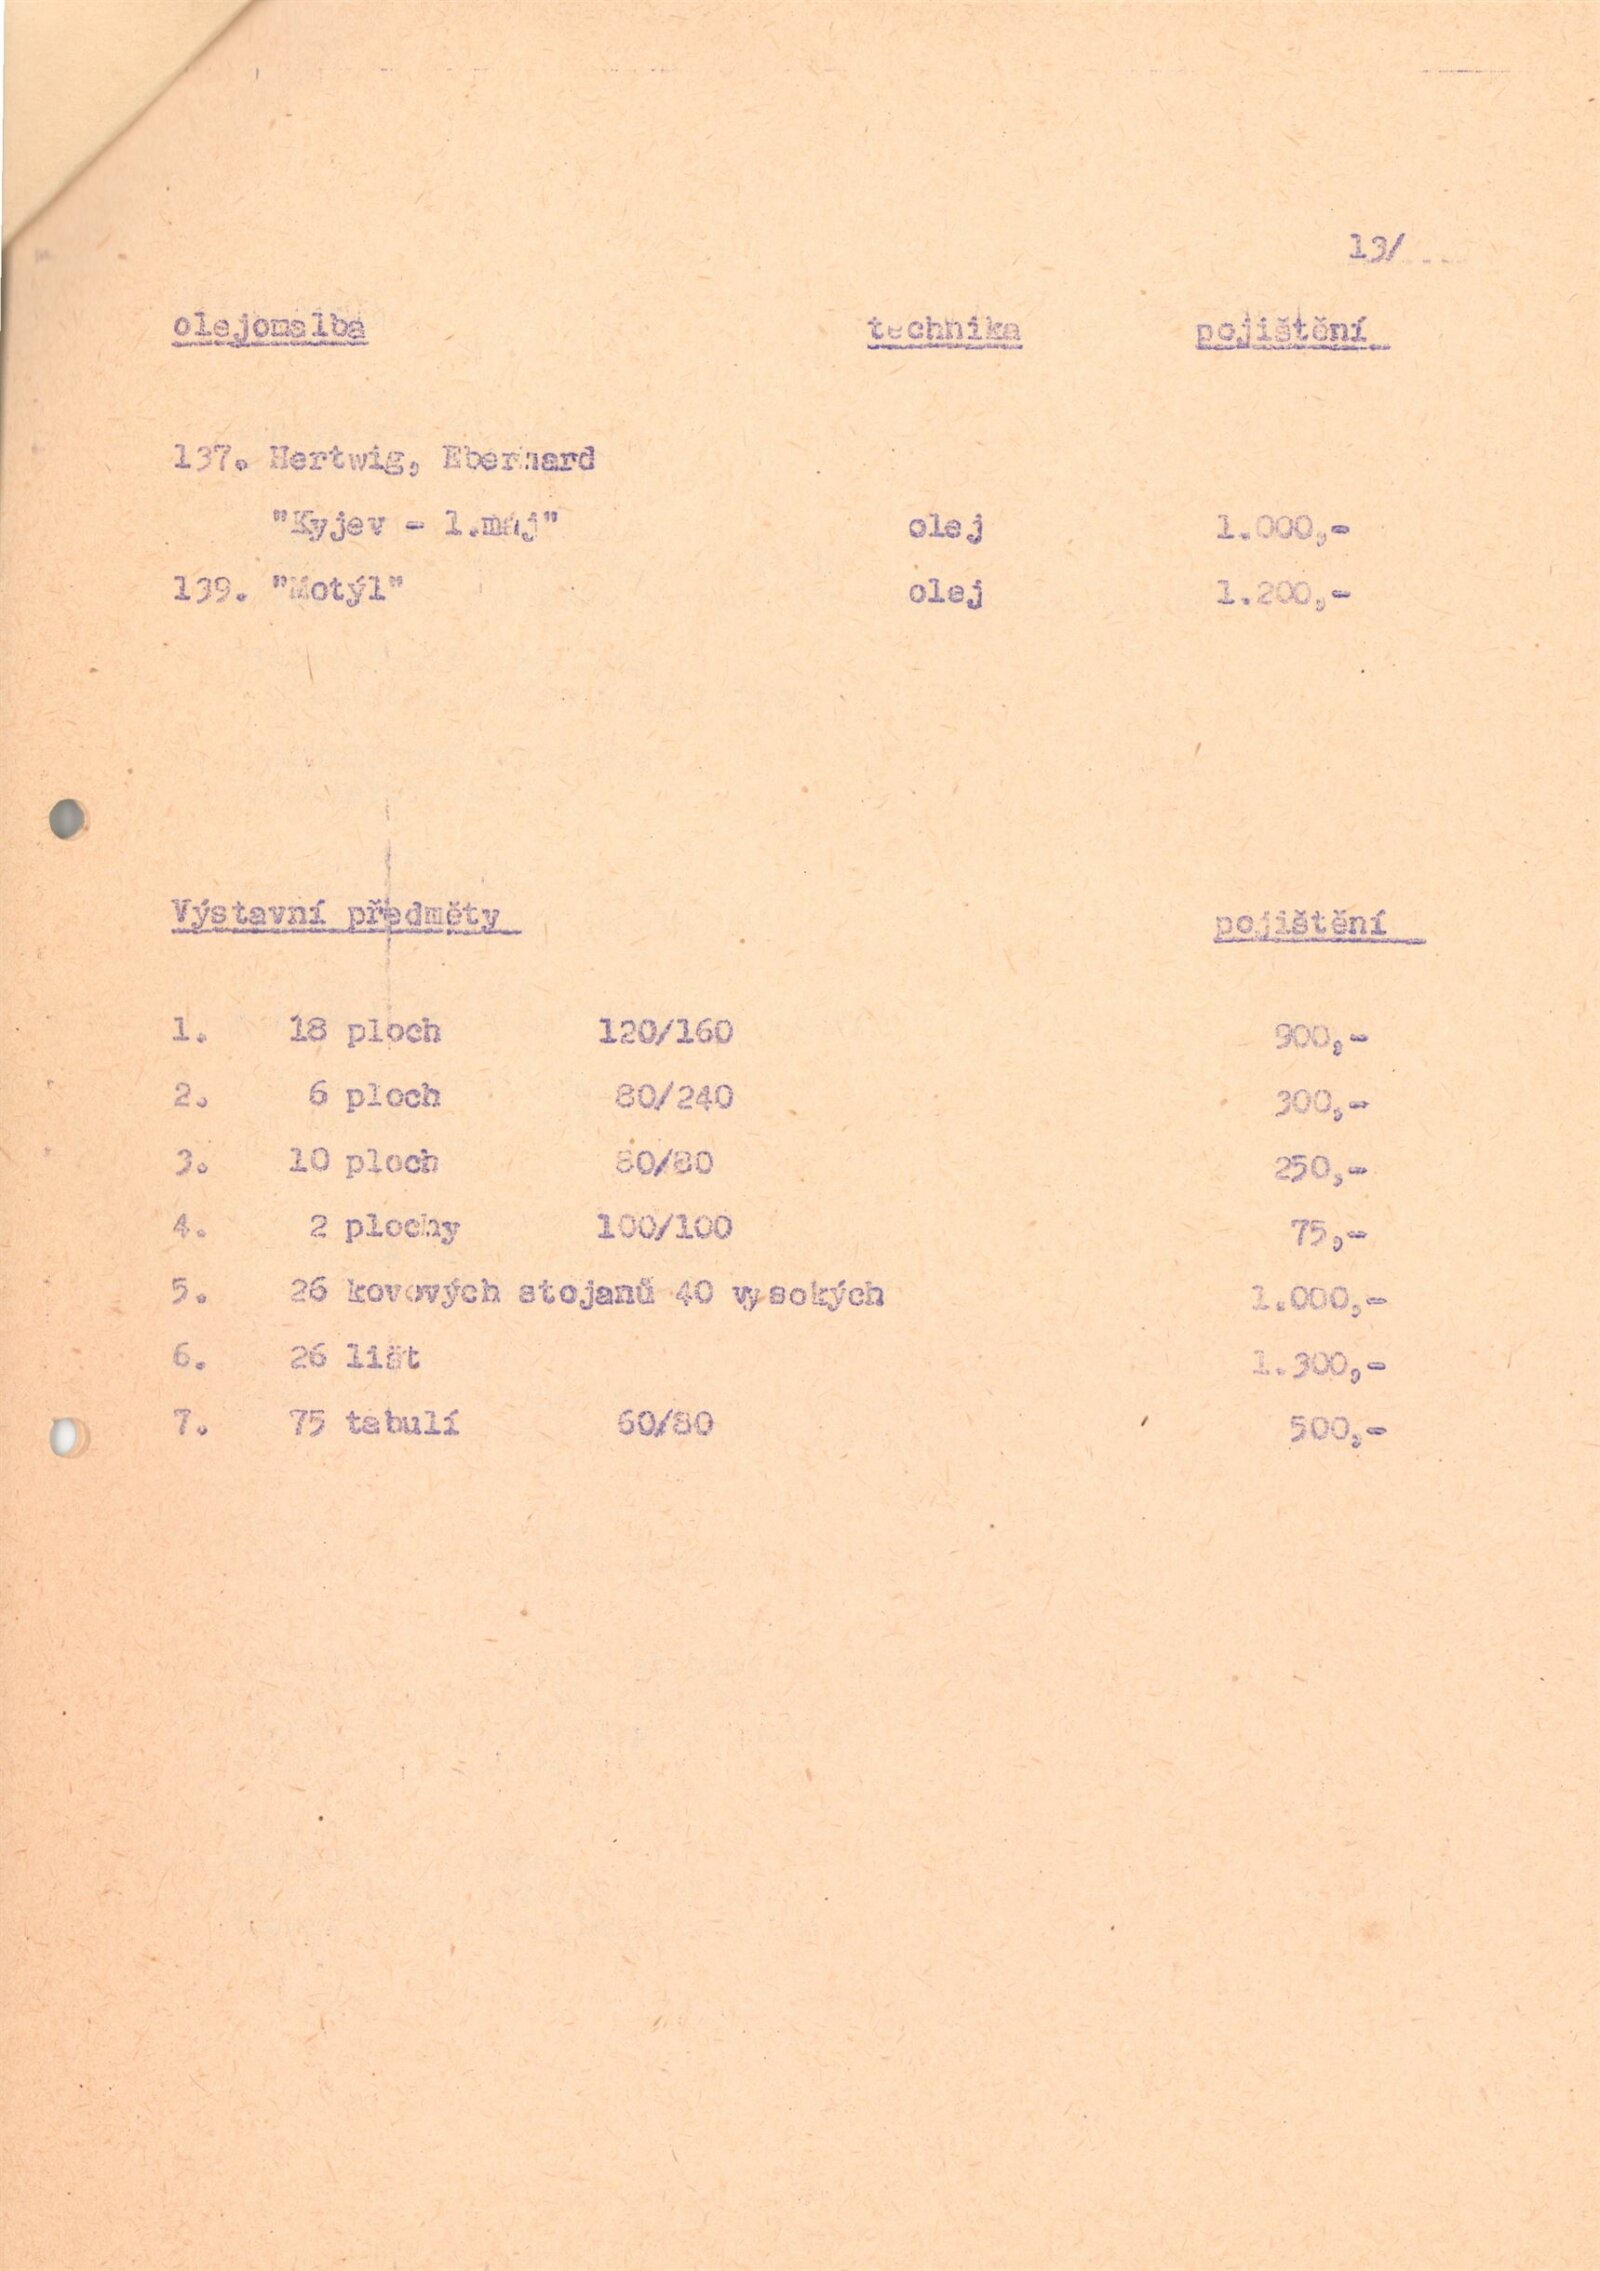 13/
olejomalba technika pojištění
137. Hertwig, Eberhard
"Kyjev - 1.máj" olej 1.000,-
139. "Motýl" olej 1.200,-
Výstavní předměty pojištění
1. 18 ploch 120/160 900,-
2. 6 ploch 80/240 300,-
3. 10 ploch 80/80 250,-
4. 2 plochy 100/100 75,-
5. 26 kovových stojanů 40 vysokých 1.000,-
6. 26 lišt 1.300,-
7. 75 tabulí 60/80 500,-